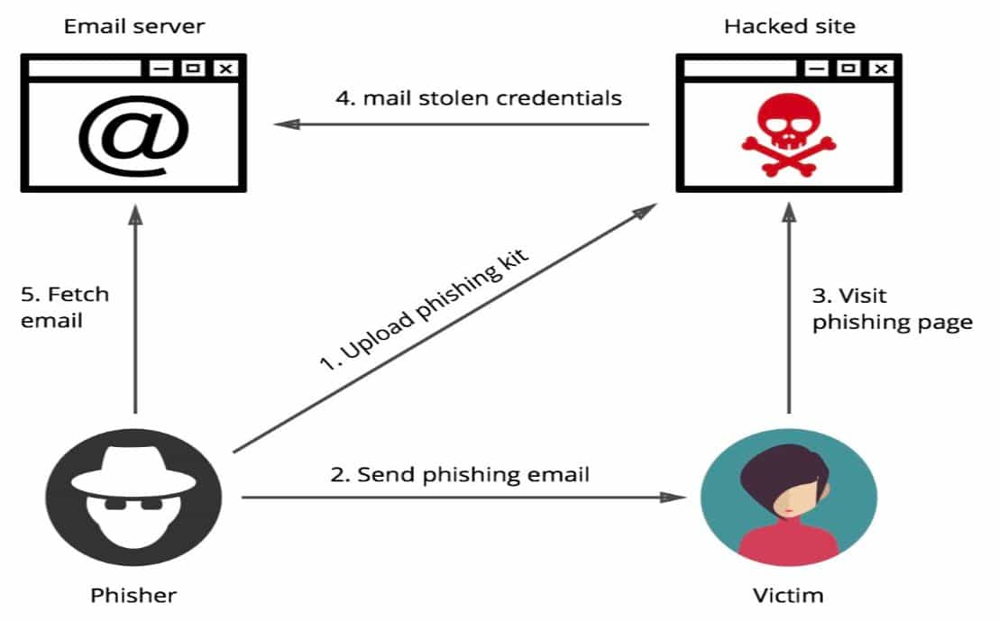 Email server
Hacked site
@
4. mail stolen credentials
1. Upload phishing kit
5. Fetch
email
3. Visit
phishing page
2. Send phishing email
Phisher
Victim